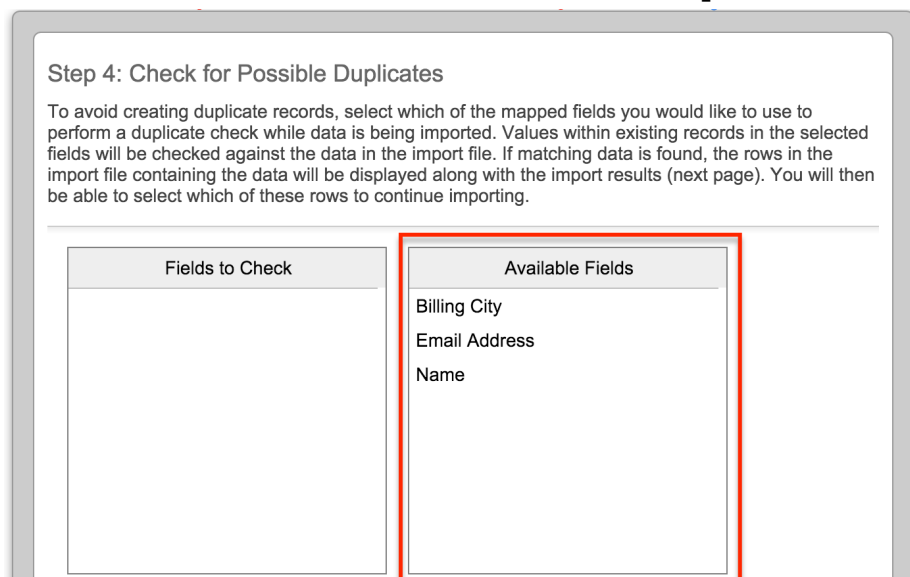 Step 4: Check for Possible Duplicates
To avoid creating duplicate records, select which of the mapped fields you would like to use to
perform a duplicate check while data is being imported. Values within existing records in the selected
fields will be checked against the data in the import file. If matching data is found, the rows in the
import file containing the data will be displayed along with the import results (next page). You will then
be able to select which of these rows to continue importing.
Fields to Check
Available Fields
Billing City
Email Address
Name